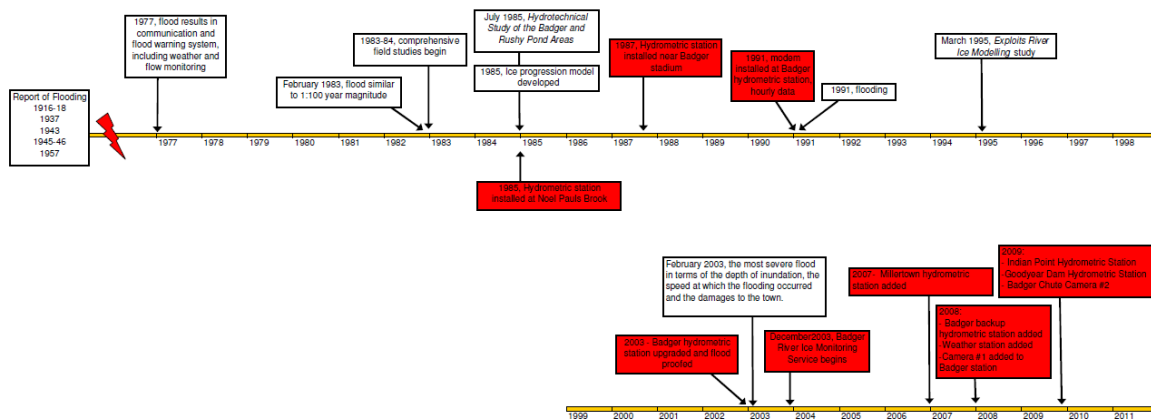 1977, flood results in
communication and
flood warning system,
including weather and
flow monitoring
1983-84, comprehensive
field studies begin
July 1985, Hydrotechnical
Study of the Badger and
Rushy Pond Areas
1987, Hydrometric station
installed near Badger
stadium
1991, modem
installed at Badger
hydrometric station,
hourly data
March 1995, Exploits River
Ice Modelling study
February 1983, flood similar
to 1:100 year magnitude
1985, Ice progression model
developed
1991, flooding
Report of Flooding
1916-18
1937
1943
1945-46
1957
1977 1978 1979 1980 1981 1982 1983 1984 1985 1986 1987 1989 1990 1991 1992 1993 1994 1995 1996 1997 1998
1985, Hydrometric station
installed at Noel Pauls Brook
February 2003, the most severe flood
in terms of the depth of inundation, the
speed at which the flooding occurred
and the damages to the town.
2007- Millertown hydrometric
station added
2009:
- Indian Point Hydrometric Station
-Goodyear Dam Hydrometric Station
- Badger Chute Camera #2
2003 - Badger hydrometric
station upgraded and flood
proofed
December2003, Badger
River Ice Monitoring
Service begins
2008:
- Badger backup
hydrometric station added
-Weather station added
-Camera #1 added to
Badger station
1999 2000 2001 2002 2003 2004 2005 2006 2007 2008 2009 2010 2011